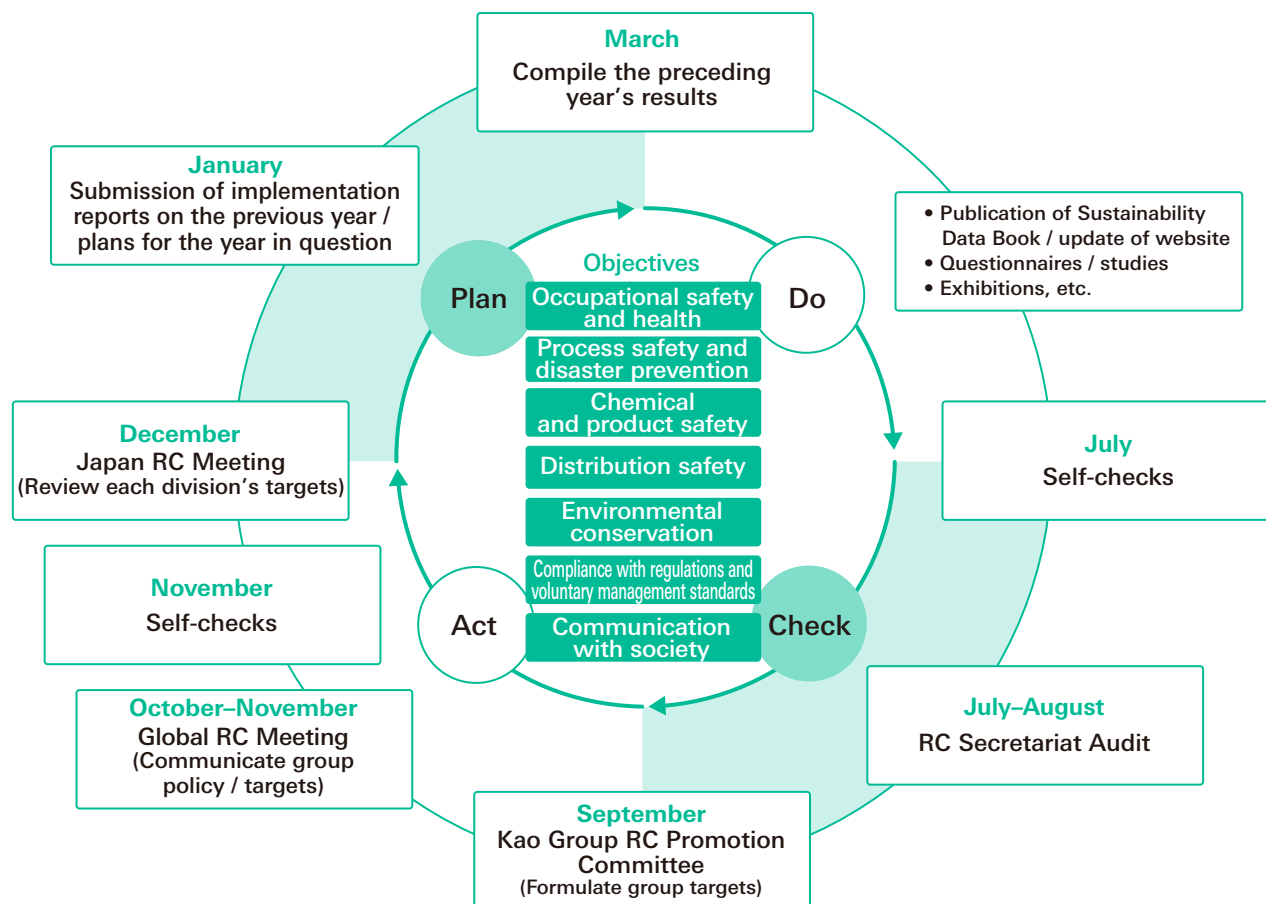 March
Compile the preceding
year’s results
January
Submission of implementation
reports on the previous year /
plans for the year in question
• Publication of Sustainability
Data Book / update of website
• Questionnaires / studies
• Exhibitions, etc.
Plan
Do
Objectives
Occupational safety
and health
Process safety and
disaster prevention
Chemical
and product safety
Distribution safety
Environmental
conservation
Compliance with regulations and
voluntary management standards
Communication
with society
Act
Check
December
Japan RC Meeting
(Review each division’s targets)
July
Self-checks
November
Self-checks
October–November
Global RC Meeting
(Communicate group
policy / targets)
July–August
RC Secretariat Audit
September
Kao Group RC Promotion
Committee
(Formulate group targets)